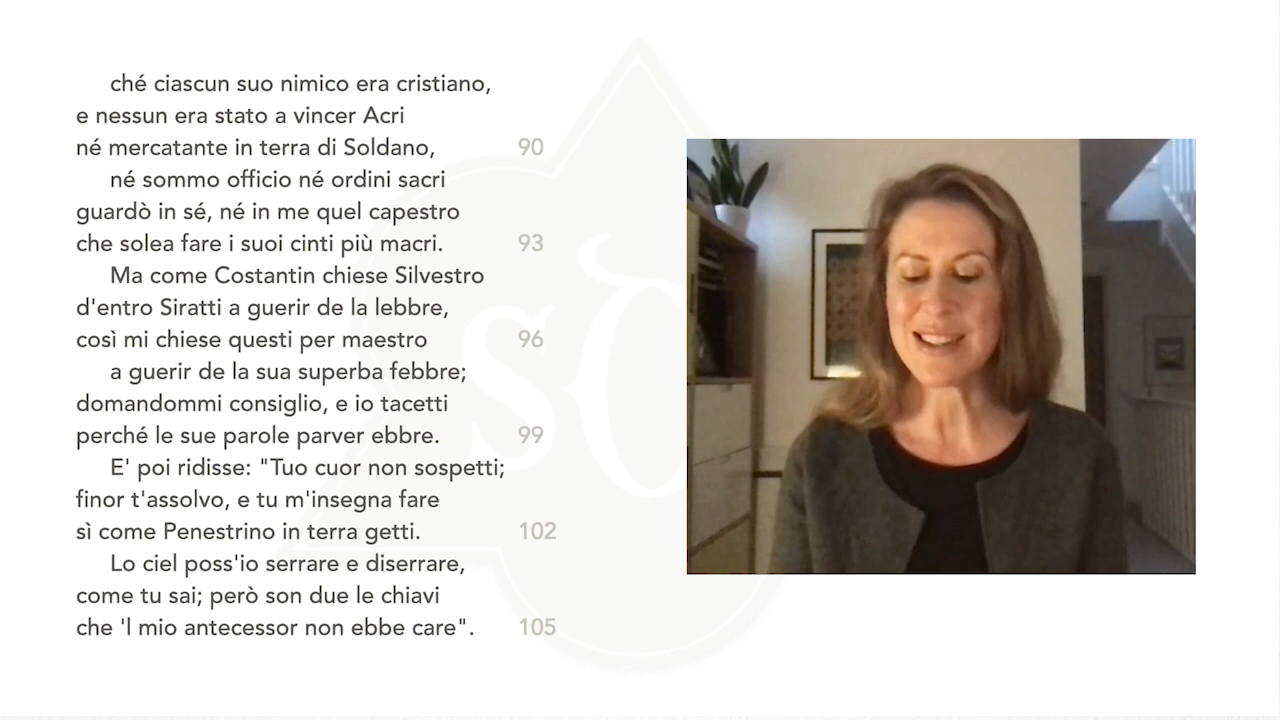 ché ciascun suo nimico era cristiano,
e nessun era stato a vincer Acri
né mercatante in terra di Soldano, 90
né sommo officio né ordini sacri
guardò in sé, né in me quel capestro
che solea fare i suoi cinti più macri. 93
Ma come Costantin chiese Silvestro
d'entro Siratti a guerir de la lebbre,
così mi chiese questi per maestro 96
a guerir de la sua superba febbre;
domandommi consiglio, e io tacetti
perché le sue parole parver ebbre. 99
E' poi ridisse: "Tuo cuor non sospetti;
finor t'assolvo, e tu m'insegna fare
sì come Penestrino in terra getti. 102
Lo ciel poss'io serrare e diserrare,
come tu sai; però son due le chiavi
che 'l mio antecessor non ebbe care". 105